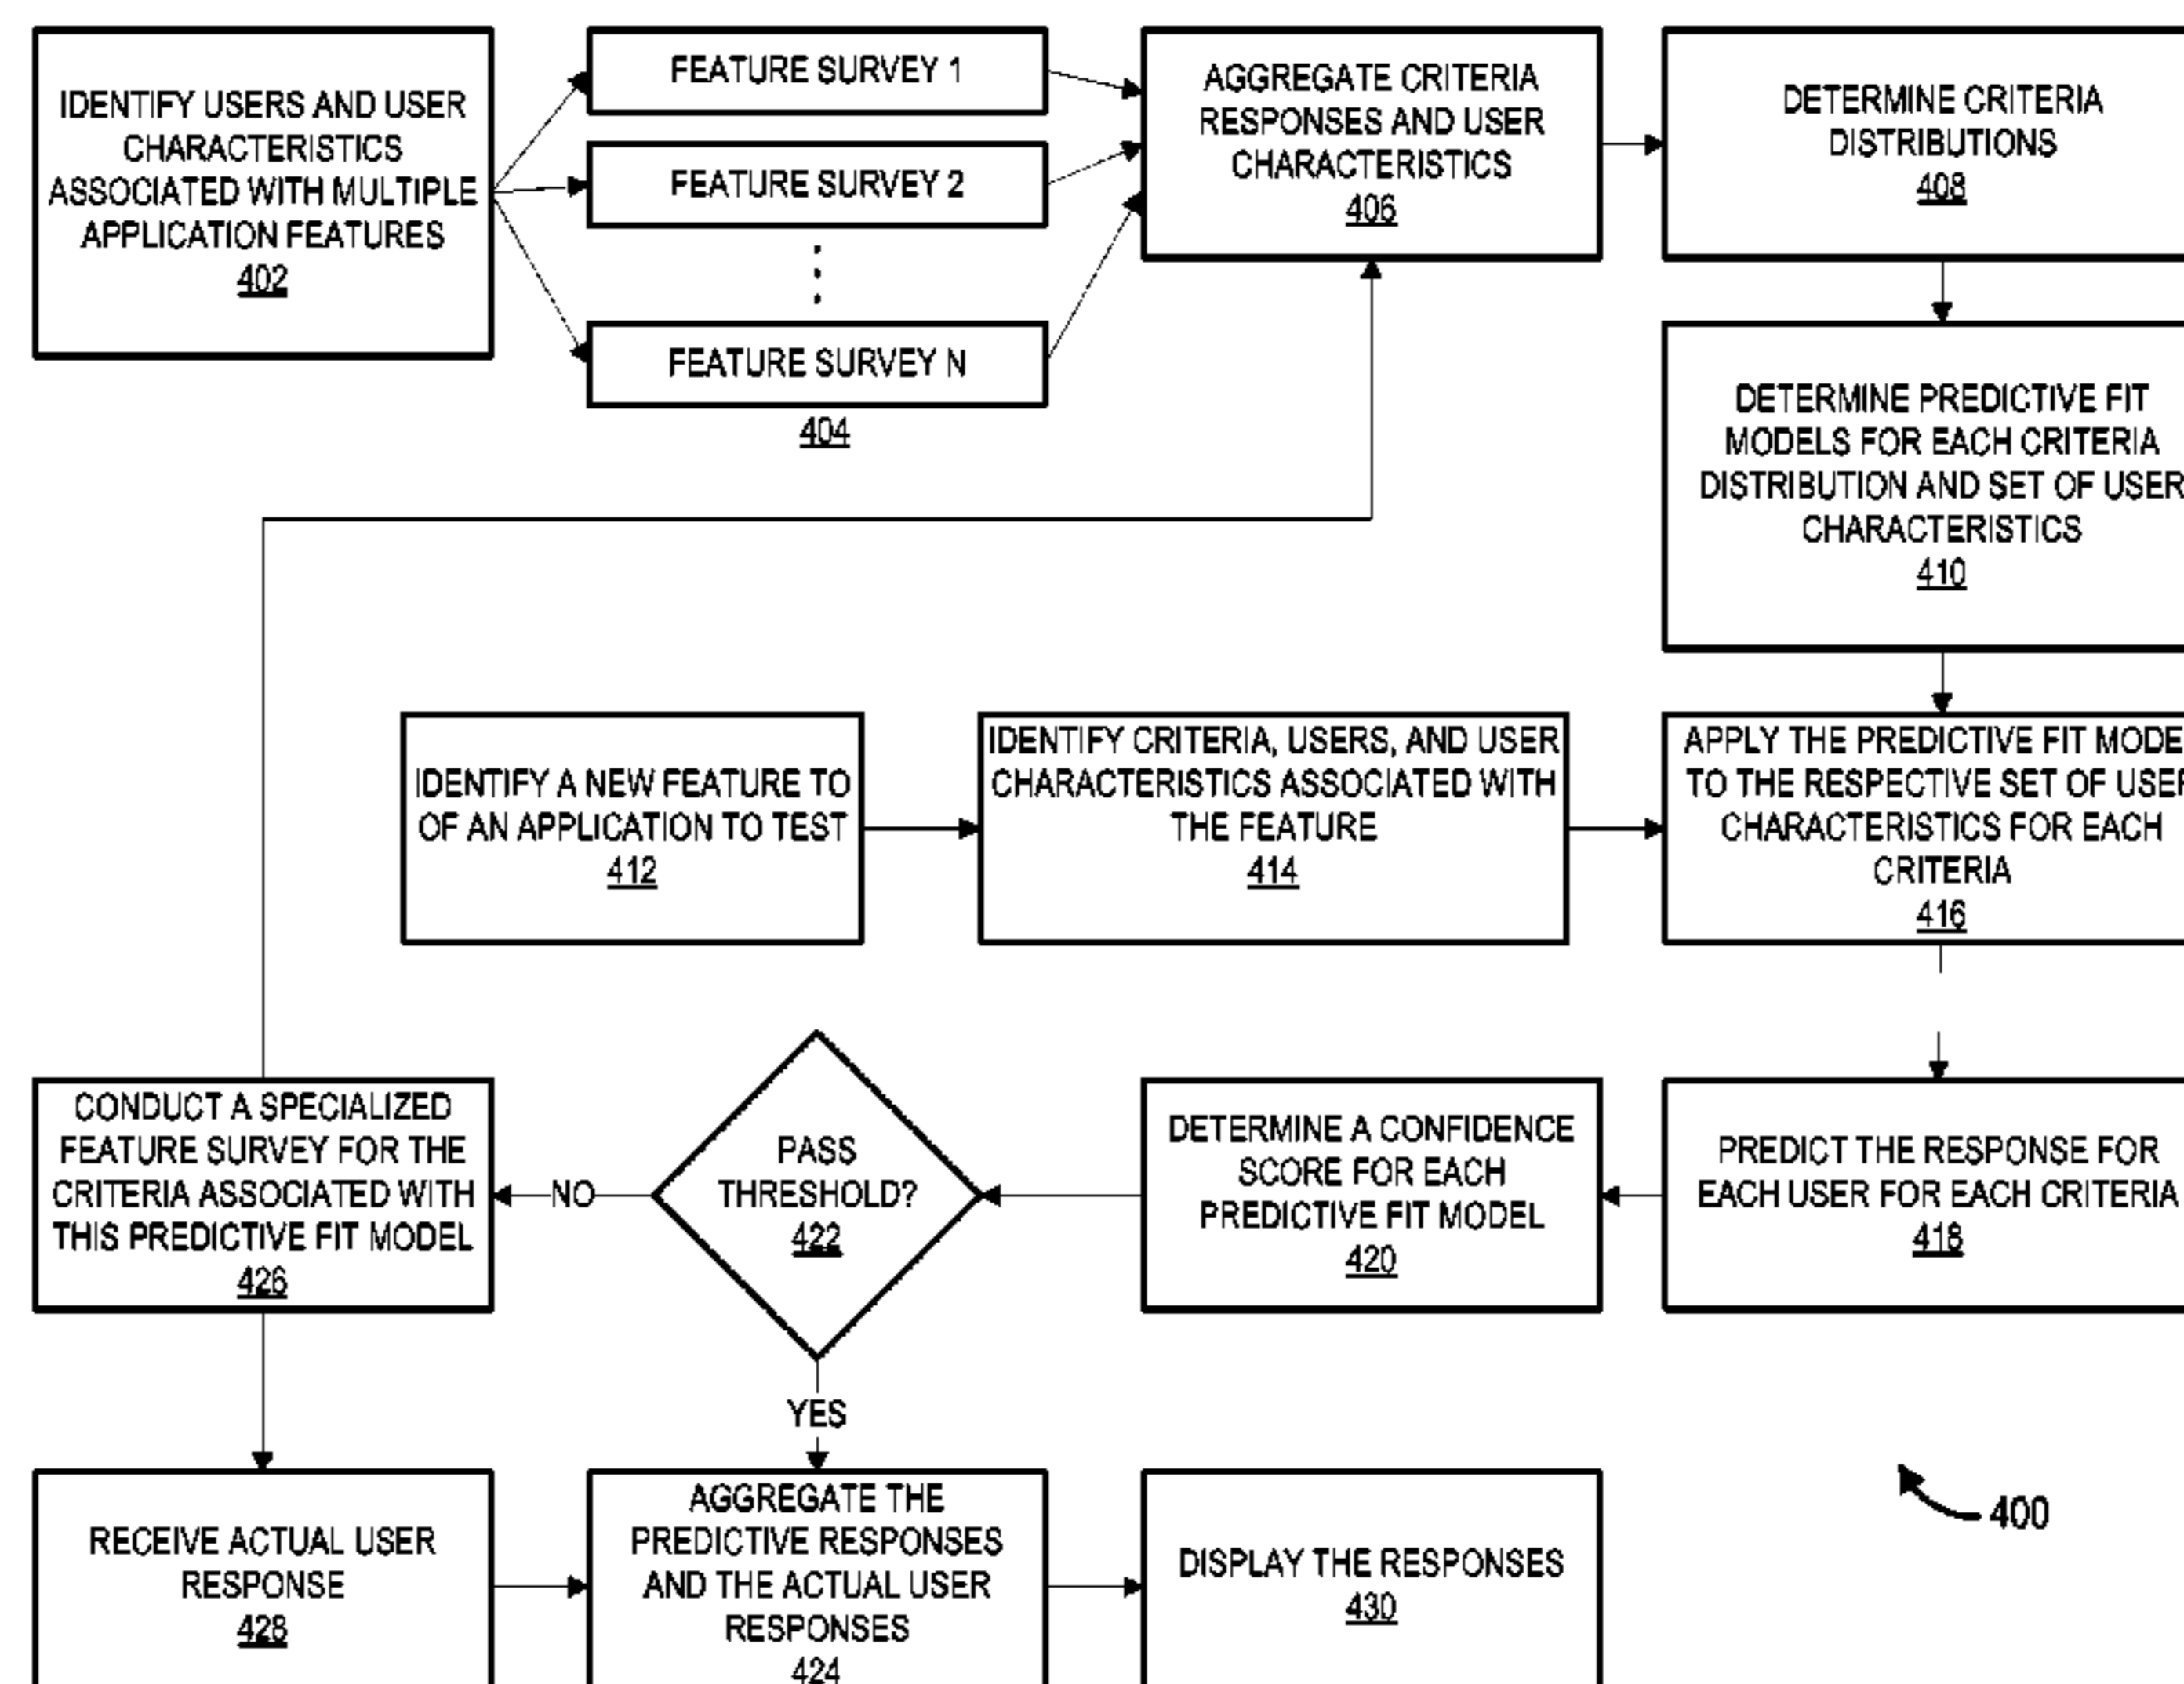 IDENTIFY USERS AND USER
CHARACTERISTICS
ASSOCIATED WITH MULTIPLE
APPLICATION FEATURES
402
FEATURE SURVEY 1
FEATURE SURVEY 2
FEATURE SURVEY N
404
AGGREGATE CRITERIA
RESPONSES AND USER
CHARACTERISTICS
406
DETERMINE CRITERIA
DISTRIBUTIONS
408
DETERMINE PREDICTIVE FIT
MODELS FOR EACH CRITERIA
DISTRIBUTION AND SET OF USER
CHARACTERISTICS
410
IDENTIFY A NEW FEATURE TO
OF AN APPLICATION TO TEST
412
IDENTIFY CRITERIA, USERS, AND USER
CHARACTERISTICS ASSOCIATED WITH
THE FEATURE
414
APPLY THE PREDICTIVE FIT
TO THE RESPECTIVE SET OF USER
CHARACTERISTICS FOR EACH
CRITERIA
416
CONDUCT A SPECIALIZED
FEATURE SURVEY FOR THE
CRITERIA ASSOCIATED WITH
THIS PREDICTIVE FIT MODEL
426
NO
PASS
THRESHOLD?
422
YES
DETERMINE A CONFIDENCE
SCORE FOR EACH
PREDICTIVE FIT MODEL
420
PREDICT THE RESPONSE FOR
EACH USER FOR EACH CRITERIA
418
RECEIVE ACTUAL USER
RESPONSE
428
AGGREGATE THE
PREDICTIVE RESPONSES
AND THE ACTUAL USER
RESPONSES
424
DISPLAY THE RESPONSES
430
400